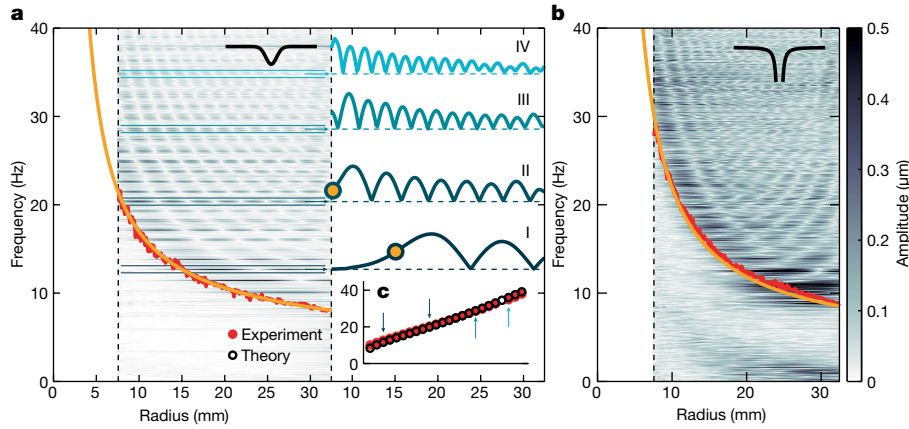 a
40
30
20
10
0
Frequency (Hz)
0 5 10 15 20 25 30
Radius (mm)
Experiment
Theory
IV
III
II
I
c
40
20
0
b
40
30
20
10
0
Frequency (Hz)
0 10 20 30
Radius (mm)
0.5
0.4
0.3
0.2
0.1
0
Amplitude (μm)